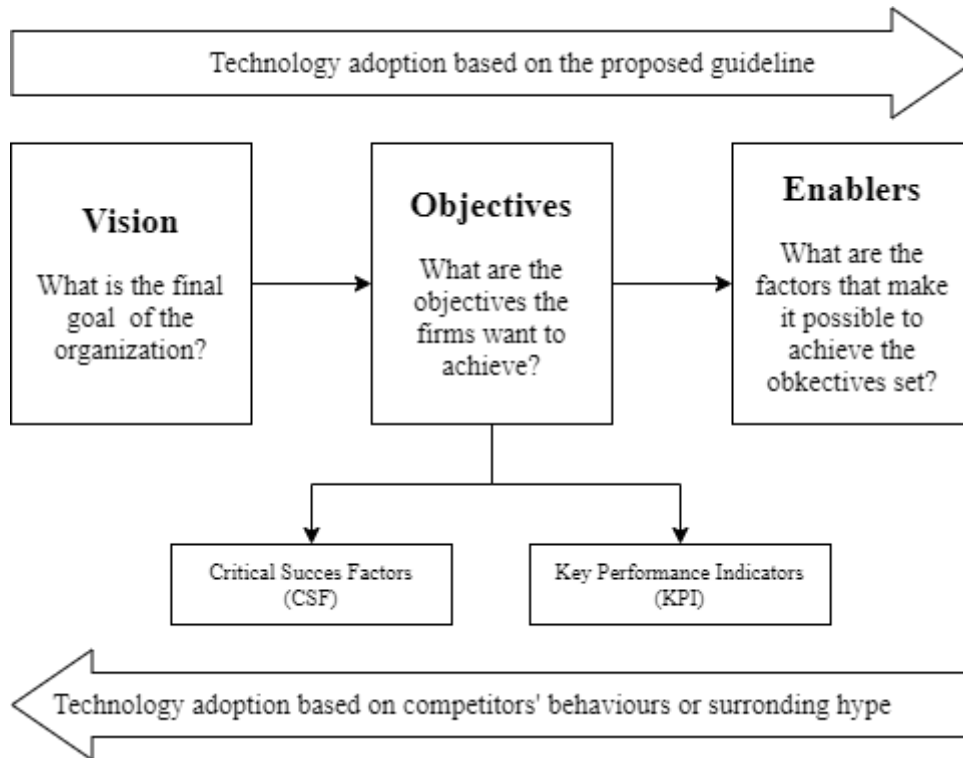 Technology adoption based on the proposed guideline
Vision
What is the final
goal of the
organization?
Objectives
What are the
objectives the
firms want to
achieve?
Enablers
What are the
factors that make
it possible to
achieve the
obkectives set?
Critical Succes Factors
(CSF)
Key Performance Indicators
(KPI)
Technology adoption based on competitors' behaviours or surronding hype